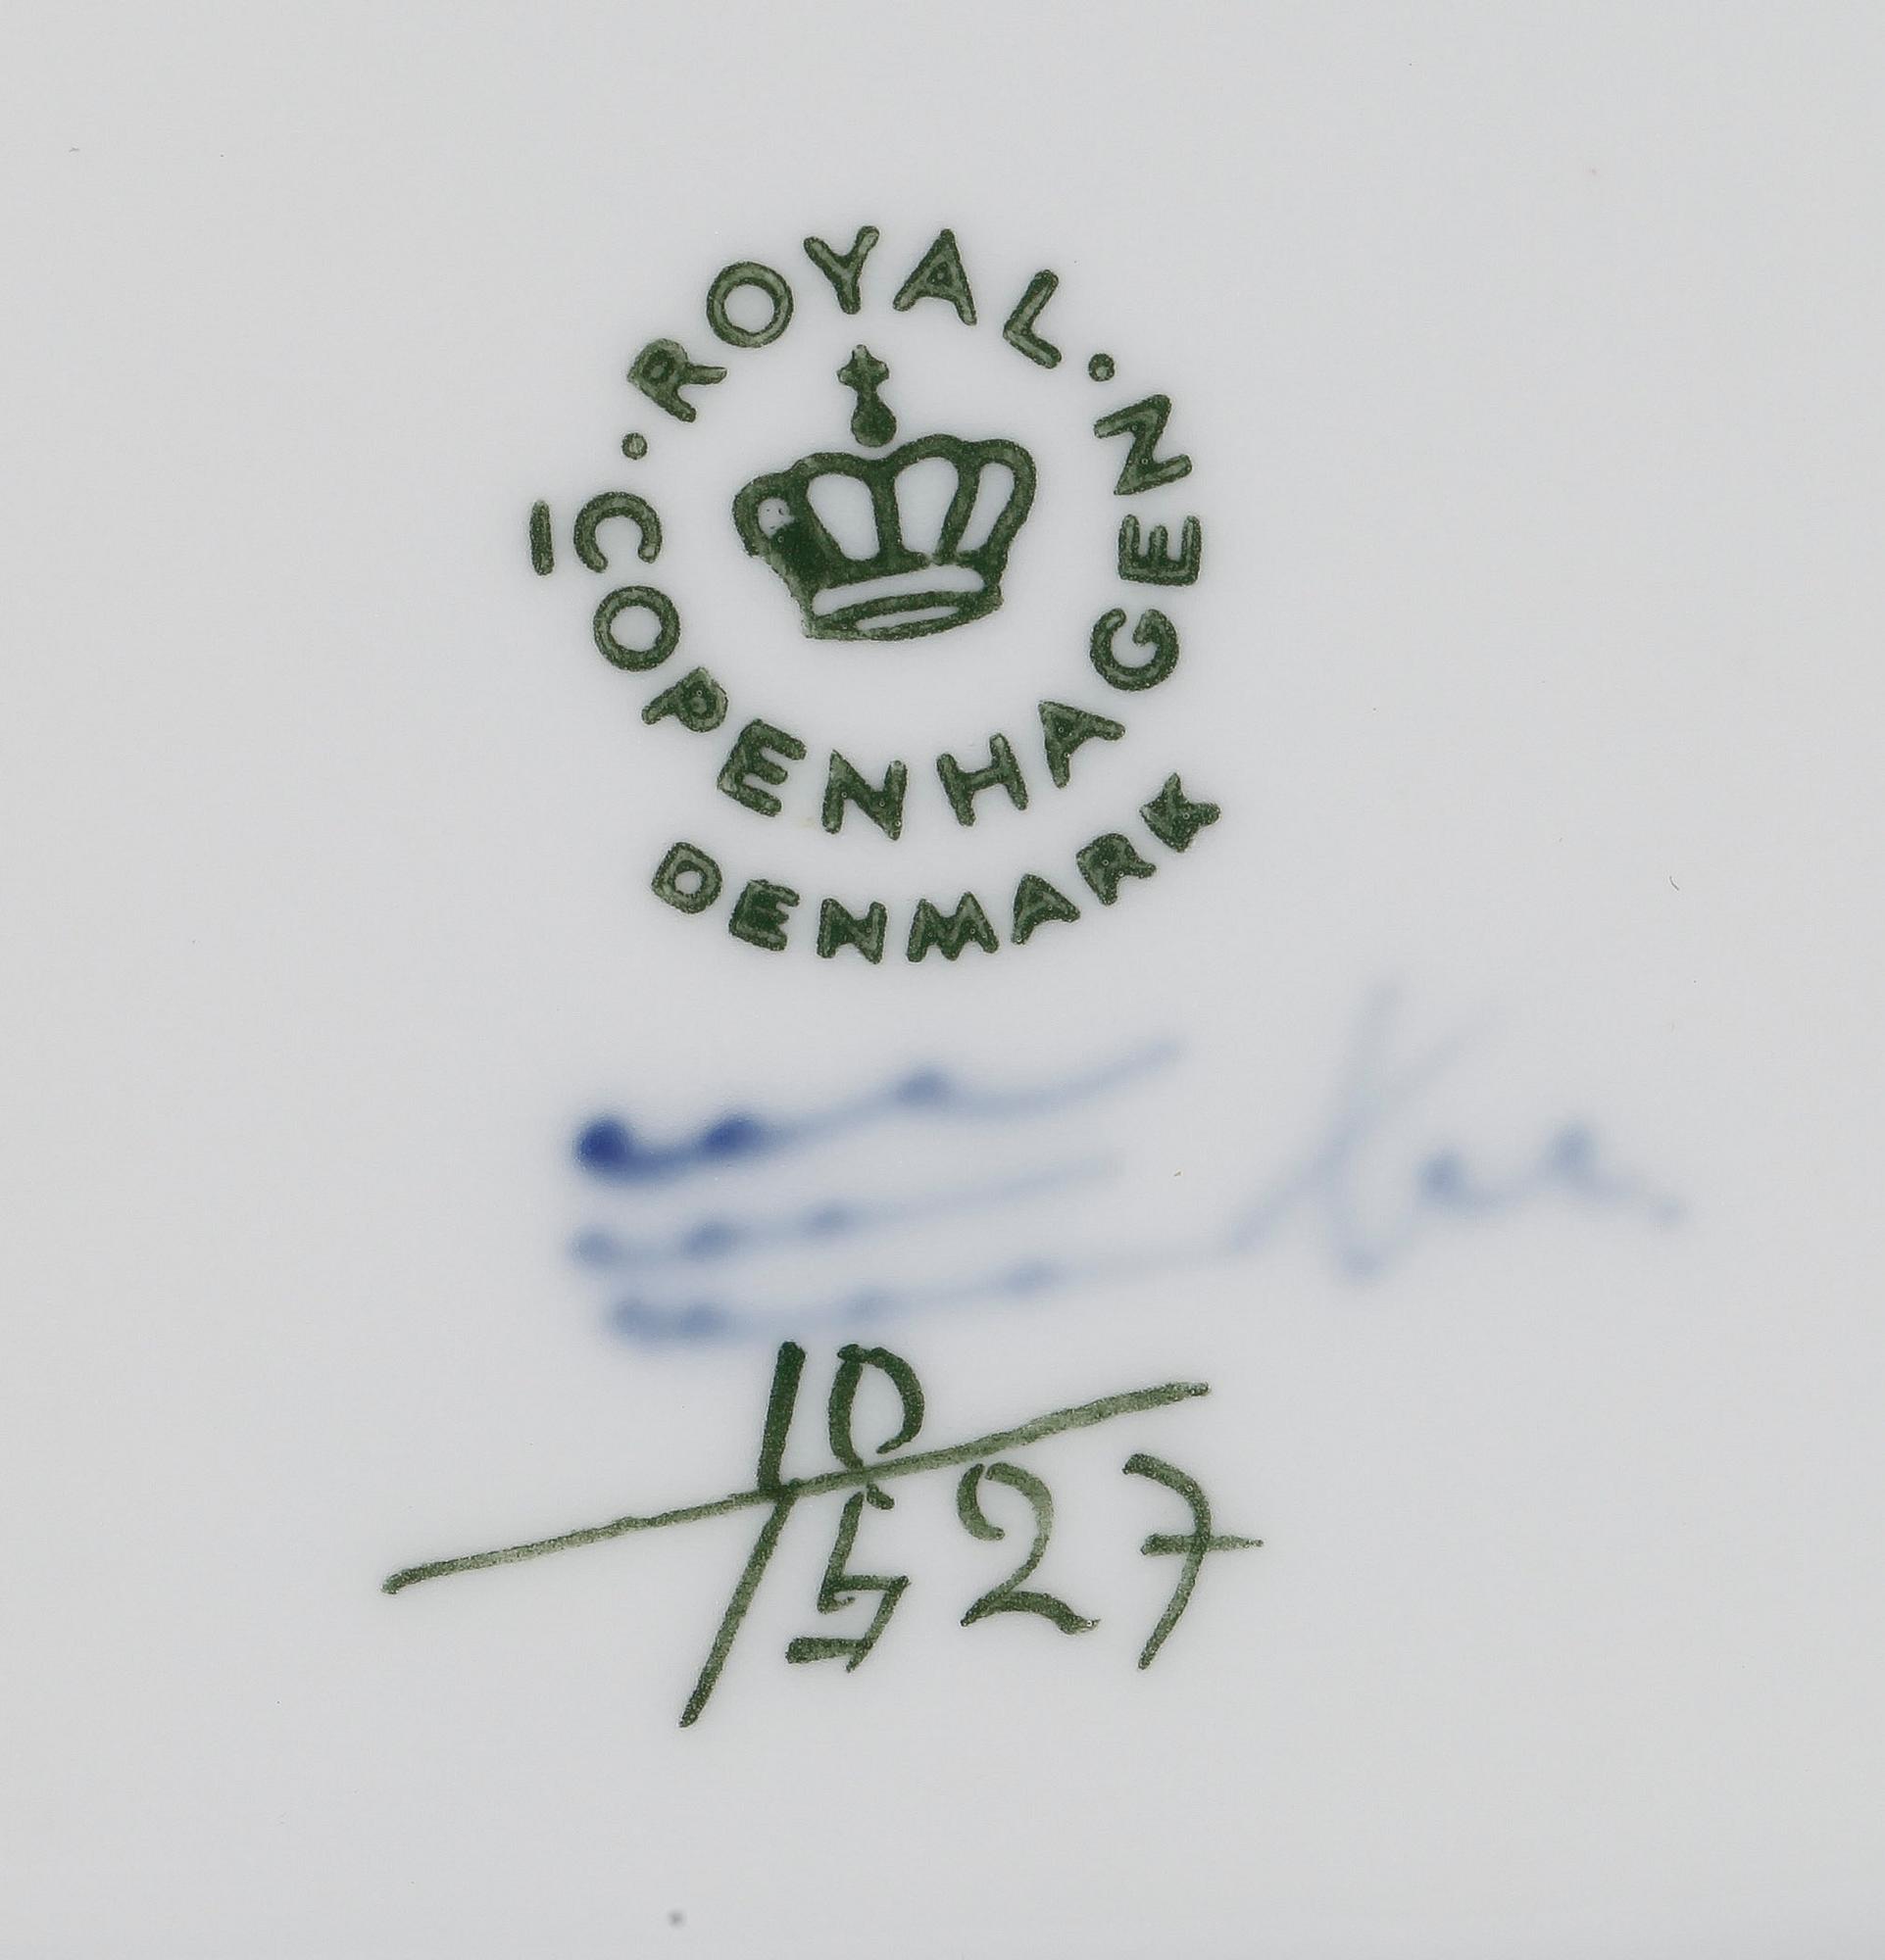 · ROYAL · COPENHAGEN
DENMARK
10
1527